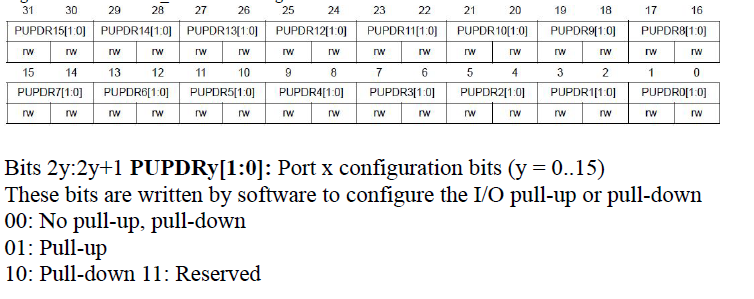 31 30 29 28 27 26 25 24 23 22 21 20 19 18 17 16
PUPDR15[1:0] PUPDR14[1:0] PUPDR13[1:0] PUPDR12[1:0] PUPDR11[1:0] PUPDR10[1:0] PUPDR9[1:0] PUPDR8[1:0]
rw rw rw rw rw rw rw rw rw rw rw rw rw rw rw rw
15 14 13 12 11 10 9 8 7 6 5 4 3 2 1 0
PUPDR7[1:0] PUPDR6[1:0] PUPDR5[1:0] PUPDR4[1:0] PUPDR3[1:0] PUPDR2[1:0] PUPDR1[1:0] PUPDR0[1:0]
rw rw rw rw rw rw rw rw rw rw rw rw rw rw rw rw
Bits 2y:2y+1 PUPDRy[1:0]: Port x configuration bits (y = 0..15)
These bits are written by software to configure the I/O pull-up or pull-down
00: No pull-up, pull-down
01: Pull-up
10: Pull-down 11: Reserved